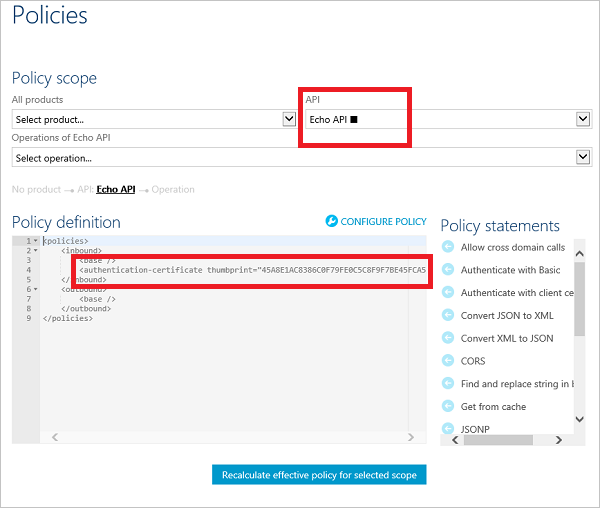 Policies
Policy scope
All products
API
Select product...
Echo API ■
Operations of Echo API
Select operation...
No product → API: Echo API → Operation
Policy definition
CONFIGURE POLICY
Policy statements
1 <policies>
2 <inbound>
3 <base />
4 <authentication-certificate thumbprint="45A8E1AC8386C0F79FE0C5C8F9F7BE45FCA5
5 </inbound>
6 <outbound>
7 <base />
8 </outbound>
9 </policies>
Allow cross domain calls
Authenticate with Basic
Authenticate with client ce
Convert JSON to XML
Convert XML to JSON
CORS
Find and replace string in b
Get from cache
JSONP
Recalculate effective policy for selected scope